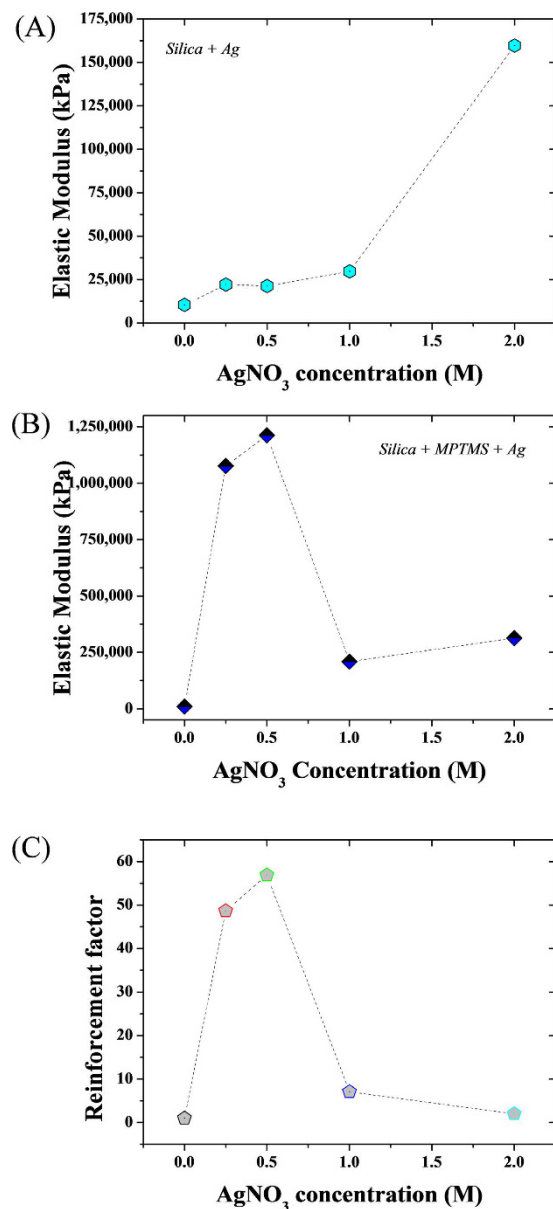 (A)
Silica + Ag
Elastic Modulus (kPa)
175,000
150,000
125,000
100,000
75,000
50,000
25,000
0
0.0 0.5 1.0 1.5 2.0
AgNO₃ concentration (M)
(B)
Silica + MPTMS + Ag
Elastic Modulus (kPa)
1,250,000
1,000,000
750,000
500,000
250,000
0
0.0 0.5 1.0 1.5 2.0
AgNO₃ Concentration (M)
(C)
Reinforcement factor
60
50
40
30
20
10
0
0.0 0.5 1.0 1.5 2.0
AgNO₃ concentration (M)